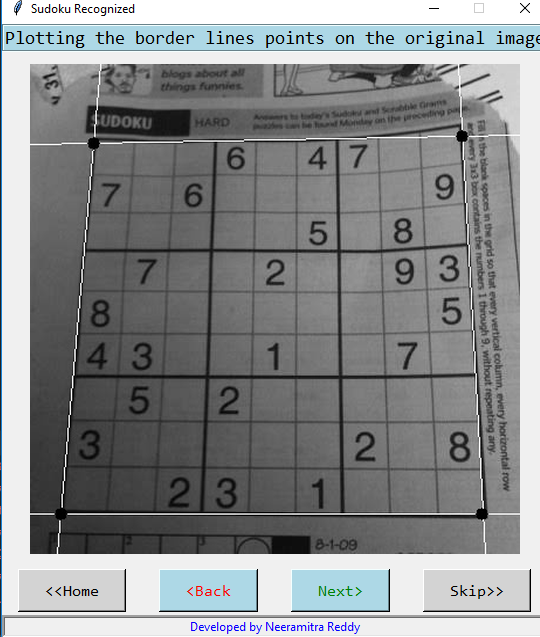 Sudoku Recognized
Plotting the border lines points on the original image
31
blogs about all
things funnies.
SUDOKU HARD Answers to today's Sudoku and Scrabble Grams
puzzles can be found Monday on the preceding page.
Fill in the blank spaces in the grid so that every vertical column, every horizontal row
and every 3x3 box contains the numbers 1 through 9, without repeating any.
6 4 7
7 6 9
5 8
7 2 9 3
8 5
4 3 1 7
5 2
3 2 8
2 3 1
1 2 3
8-1-09
<<Home <Back Next> Skip>>
Developed by Neeramitra Reddy